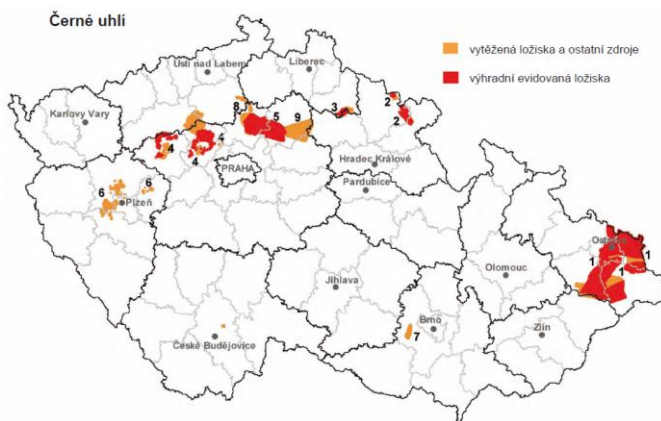 Černé uhlí
vytěžená ložiska a ostatní zdroje
výhradní evidovaná ložiska
Ústí nad Labem
Liberec
Karlovy Vary
8
5
9
3
2
2
4
4
4
PRAHA
Hradec Králové
Pardubice
6
6
Plzeň
1
1
1
Olomouc
Jihlava
Brno
7
Zlín
České Budějovice